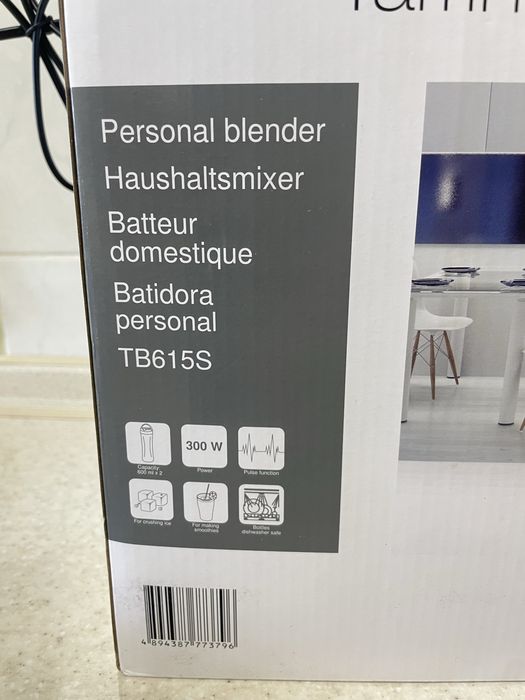 Personal blender
Haushaltsmixer
Batteur
domestique
Batidora
personal
TB615S
300 W
Capacity:
600 ml x 2
Power
Pulse function
For crushing ice
For making
smoothies
Bottles
dishwasher safe
4 894387 773796